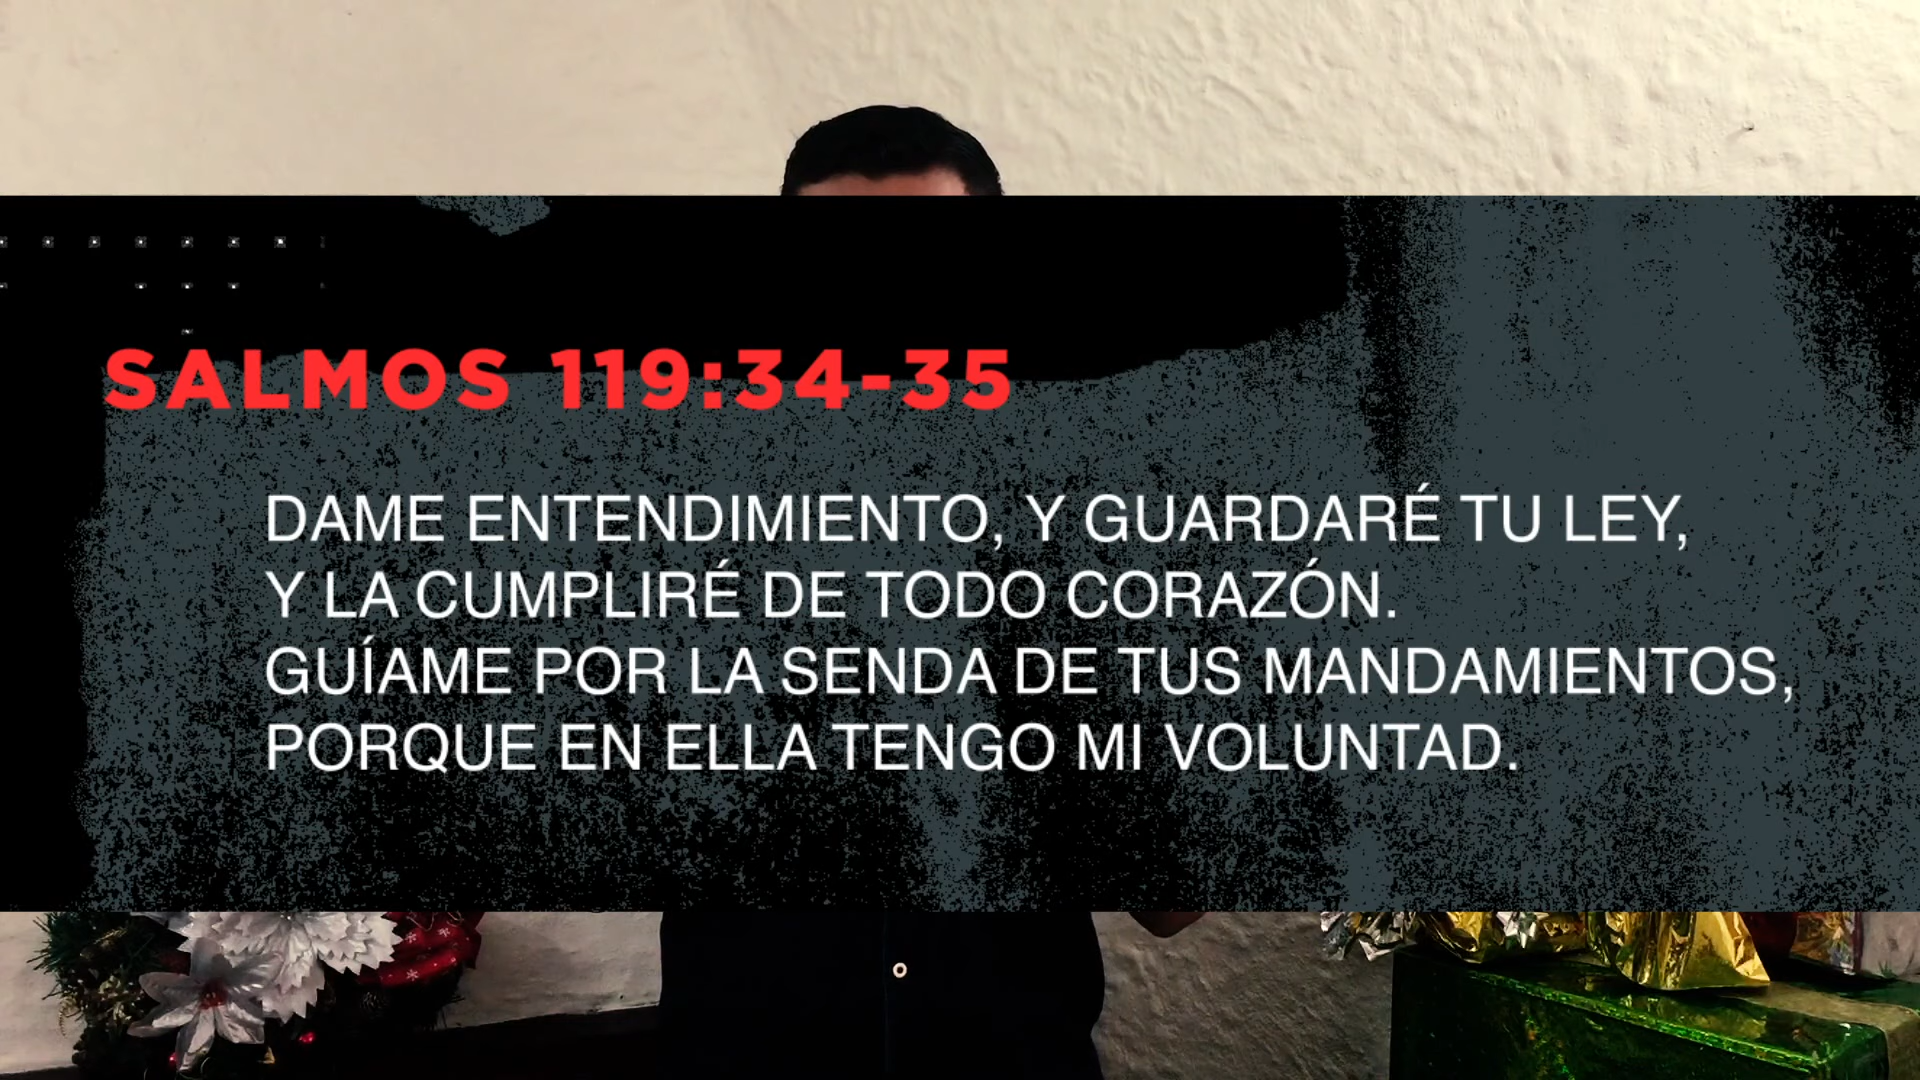 SALMOS 119:34-35
DAME ENTENDIMIENTO, Y GUARDARÉ TU LEY,
Y LA CUMPLIRÉ DE TODO CORAZÓN.
GUÍAME POR LA SENDA DE TUS MANDAMIENTOS,
PORQUE EN ELLA TENGO MI VOLUNTAD.